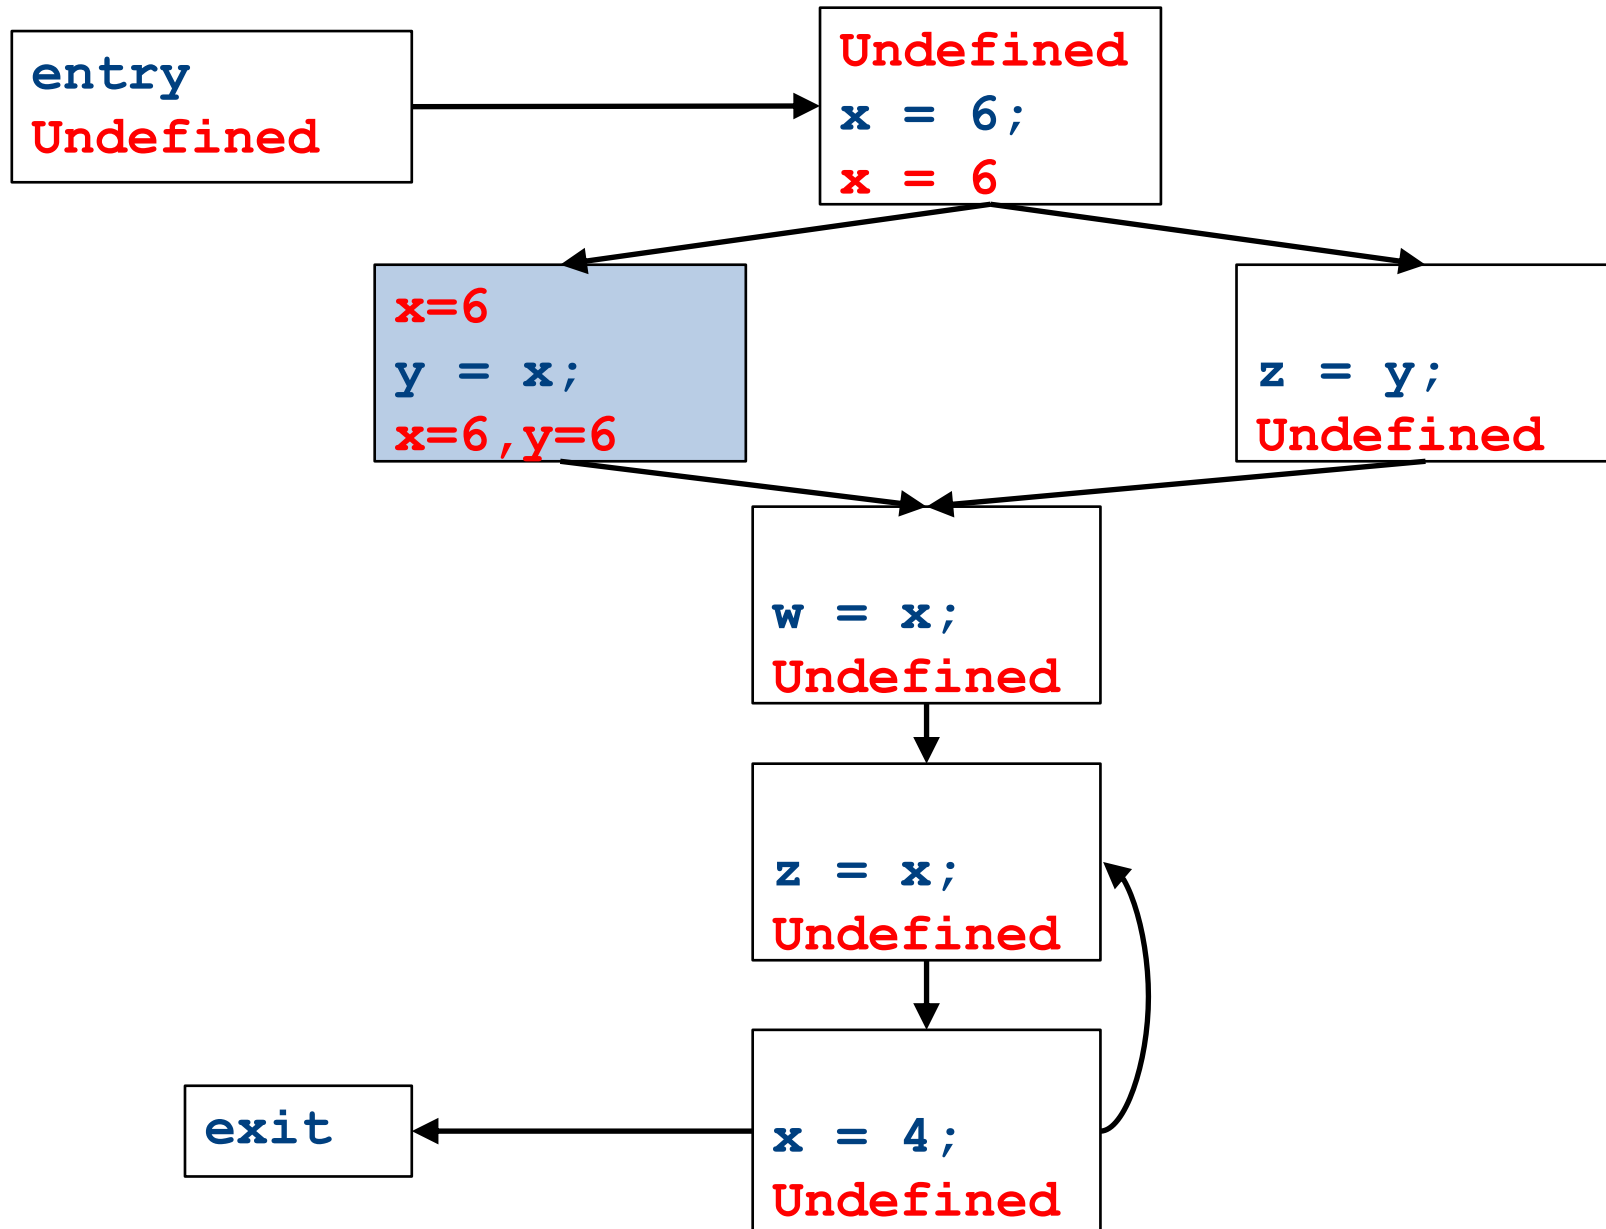 entry
Undefined
Undefined
x = 6;
x = 6
x=6
y = x;
x=6,y=6
z = y;
Undefined
w = x;
Undefined
z = x;
Undefined
exit
x = 4;
Undefined